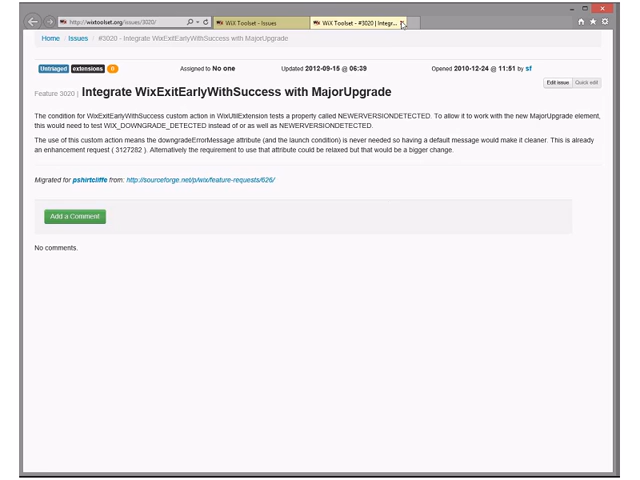 http://wixtoolset.org/issues/3020/
WiX Toolset - Issues
WiX Toolset - #3020 | Integr...
Home / Issues / #3020 - Integrate WixExitEarlyWithSuccess with MajorUpgrade
Untriaged extensions 0 Assigned to No one Updated 2012-09-15 @ 06:39 Opened 2010-12-24 @ 11:51 by sf
Edit issue Quick edit
Feature 3020 | Integrate WixExitEarlyWithSuccess with MajorUpgrade
The condition for WixExitEarlyWithSuccess custom action in WixUtilExtension tests a property called NEWERVERSIONDETECTED. To allow it to work with the new MajorUpgrade element,
this would need to test WIX_DOWNGRADE_DETECTED instead of or as well as NEWERVERSIONDETECTED.
The use of this custom action means the downgradeErrorMessage attribute (and the launch condition) is never needed so having a default message would make it cleaner. This is already
an enhancement request ( 3127282 ). Alternatively the requirement to use that attribute could be relaxed but that would be a bigger change.
Migrated for pshirtcliffe from: http://sourceforge.net/p/wix/feature-requests/626/
Add a Comment
No comments.